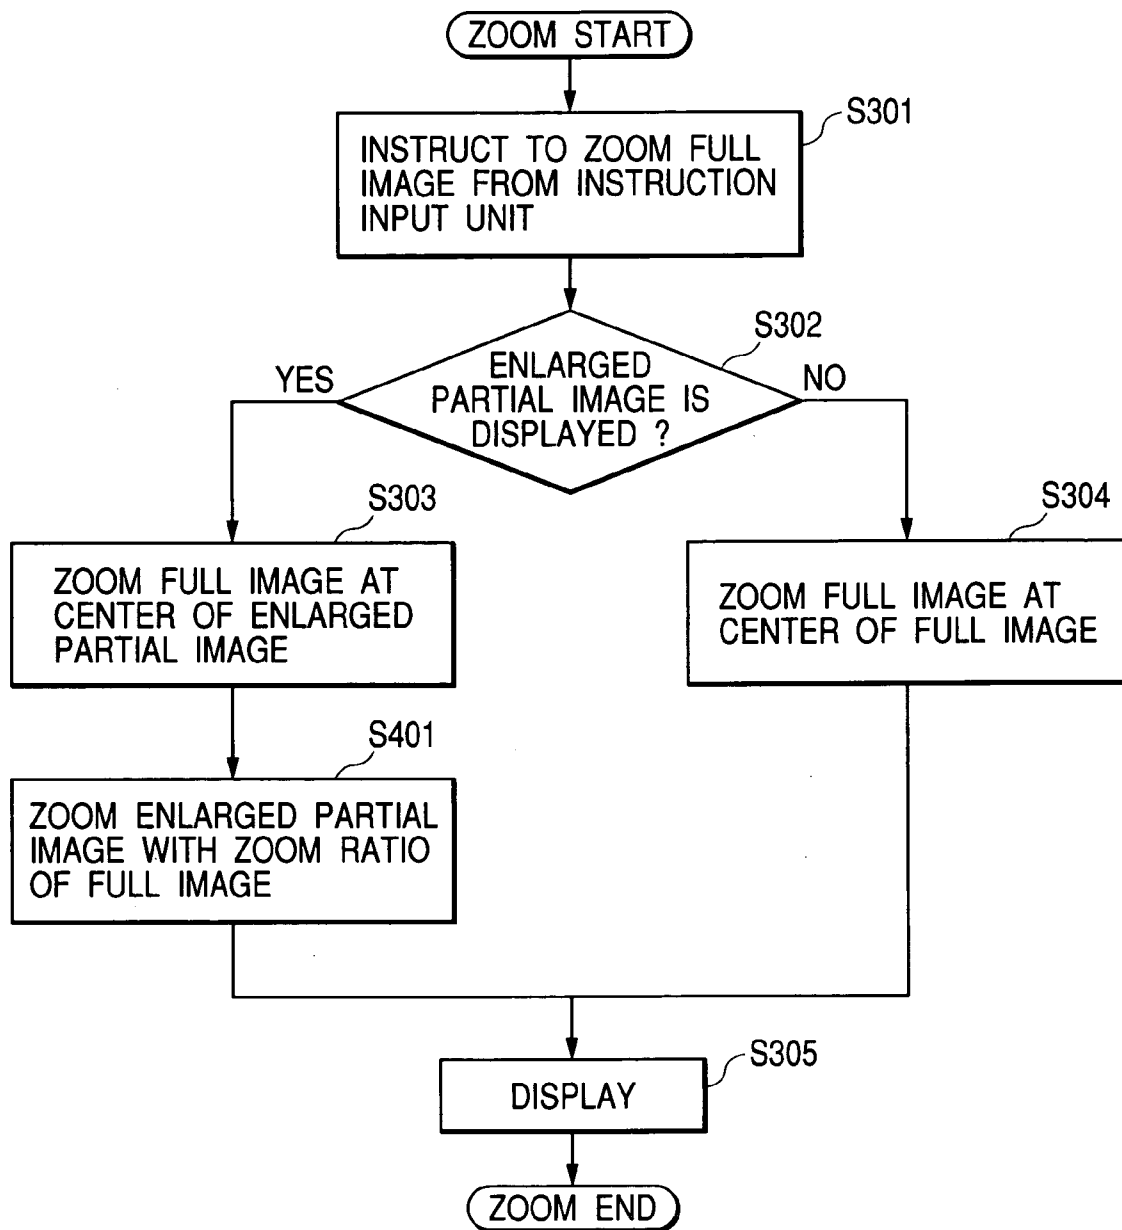 ZOOM START
S301
INSTRUCT TO ZOOM FULL
IMAGE FROM INSTRUCTION
INPUT UNIT
S302
ENLARGED
PARTIAL IMAGE IS
DISPLAYED ?
YES
NO
S303
ZOOM FULL IMAGE AT
CENTER OF ENLARGED
PARTIAL IMAGE
S304
ZOOM FULL IMAGE AT
CENTER OF FULL IMAGE
S401
ZOOM ENLARGED PARTIAL
IMAGE WITH ZOOM RATIO
OF FULL IMAGE
S305
DISPLAY
ZOOM END